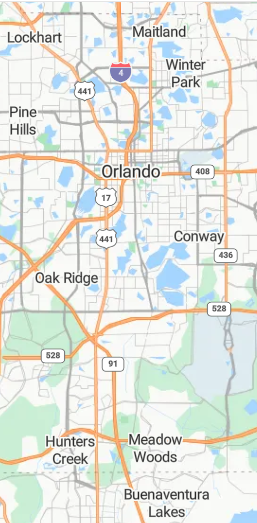 Lockhart
Maitland
4
Winter
Park
441
Pine
Hills
Orlando
408
17
Conway
441
436
Oak Ridge
528
528
91
Hunters
Creek
Meadow
Woods
Buenaventura
Lakes